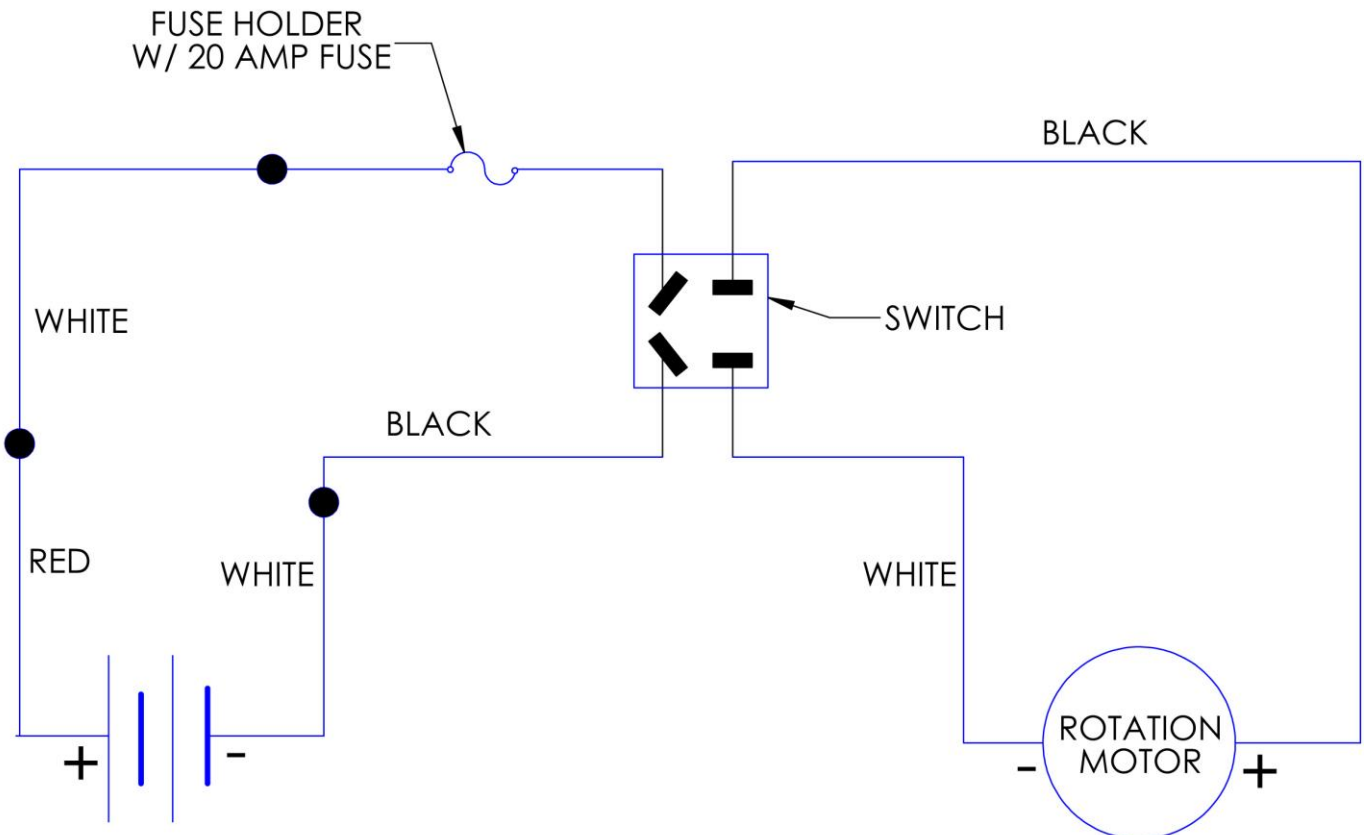 FUSE HOLDER
W/ 20 AMP FUSE
BLACK
WHITE
SWITCH
BLACK
RED
WHITE
WHITE
+
-
ROTATION
MOTOR
-
+